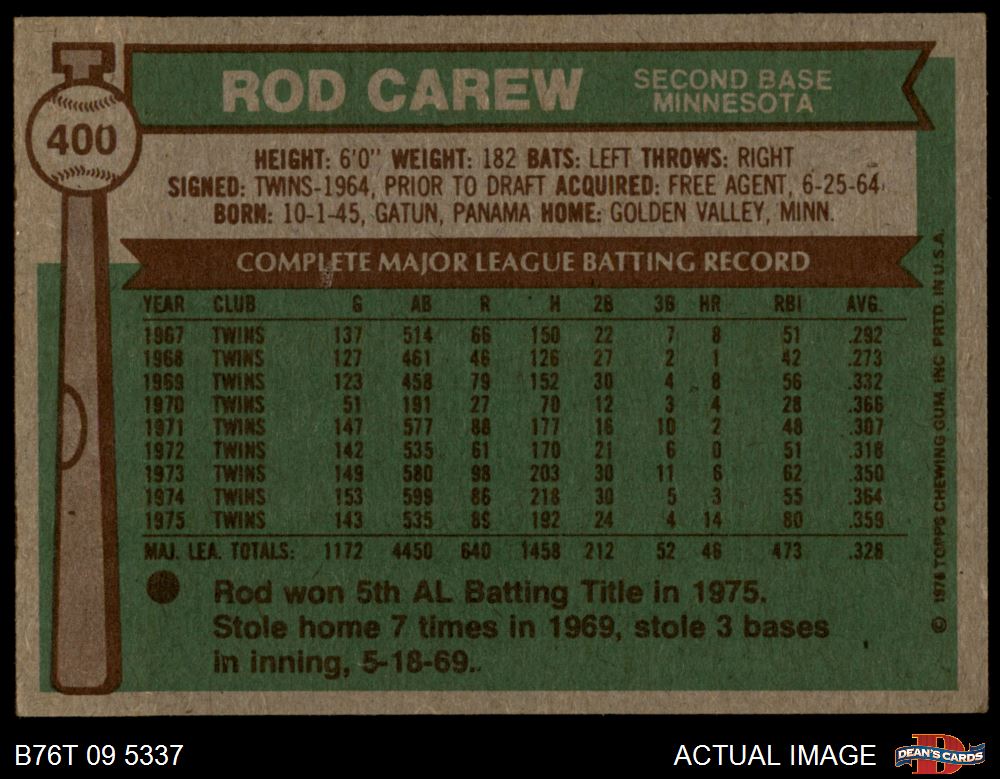 400
ROD CAREW
SECOND BASE
MINNESOTA
HEIGHT: 6'0" WEIGHT: 182 BATS: LEFT THROWS: RIGHT
SIGNED: TWINS-1964, PRIOR TO DRAFT ACQUIRED: FREE AGENT, 6-25-64
BORN: 10-1-45, GATUN, PANAMA HOME: GOLDEN VALLEY, MINN.
COMPLETE MAJOR LEAGUE BATTING RECORD
YEAR CLUB G AB R H 2B 3B HR RBI AVG.
1967 TWINS 137 514 66 150 22 7 8 51 .292
1968 TWINS 127 461 46 126 27 2 1 42 .273
1969 TWINS 123 458 79 152 30 4 8 56 .332
1970 TWINS 51 191 27 70 12 3 4 28 .366
1971 TWINS 147 577 88 177 16 10 2 48 .307
1972 TWINS 142 535 61 170 21 6 0 51 .318
1973 TWINS 149 580 98 203 30 11 6 62 .350
1974 TWINS 153 599 86 218 30 5 3 55 .364
1975 TWINS 143 535 89 192 24 4 14 80 .359
MAJ. LEA. TOTALS: 1172 4450 640 1458 212 52 46 473 .328
Rod won 5th AL Batting Title in 1975.
Stole home 7 times in 1969, stole 3 bases
in inning, 5-18-69..
© 1976 TOPPS CHEWING GUM, INC PRTD. IN U.S.A.
B76T 09 5337
ACTUAL IMAGE
DEAN'S CARDS